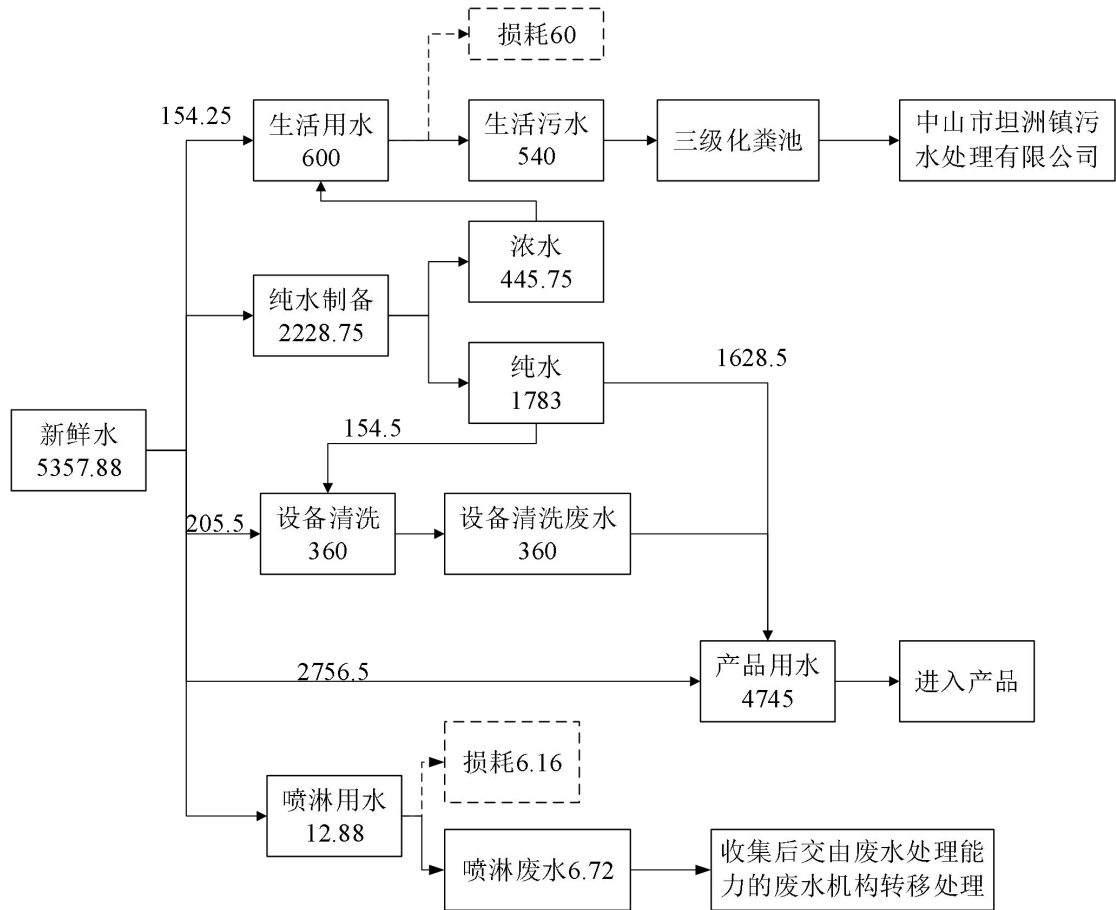 损耗60
154.25
生活用水
600
生活污水
540
三级化粪池
中山市坦洲镇污
水处理有限公司
浓水
445.75
纯水制备
2228.75
纯水
1783
1628.5
新鲜水
5357.88
154.5
205.5
设备清洗
360
设备清洗废水
360
2756.5
产品用水
4745
进入产品
损耗6.16
喷淋用水
12.88
喷淋废水6.72
收集后交由废水处理能
力的废水机构转移处理